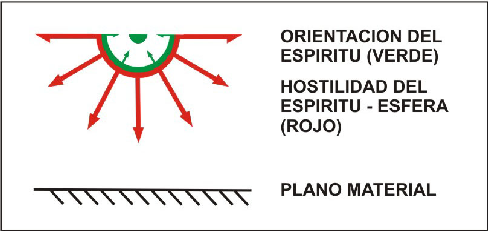 ORIENTACION DEL
ESPIRITU (VERDE)
HOSTILIDAD DEL
ESPIRITU - ESFERA
(ROJO)
PLANO MATERIAL